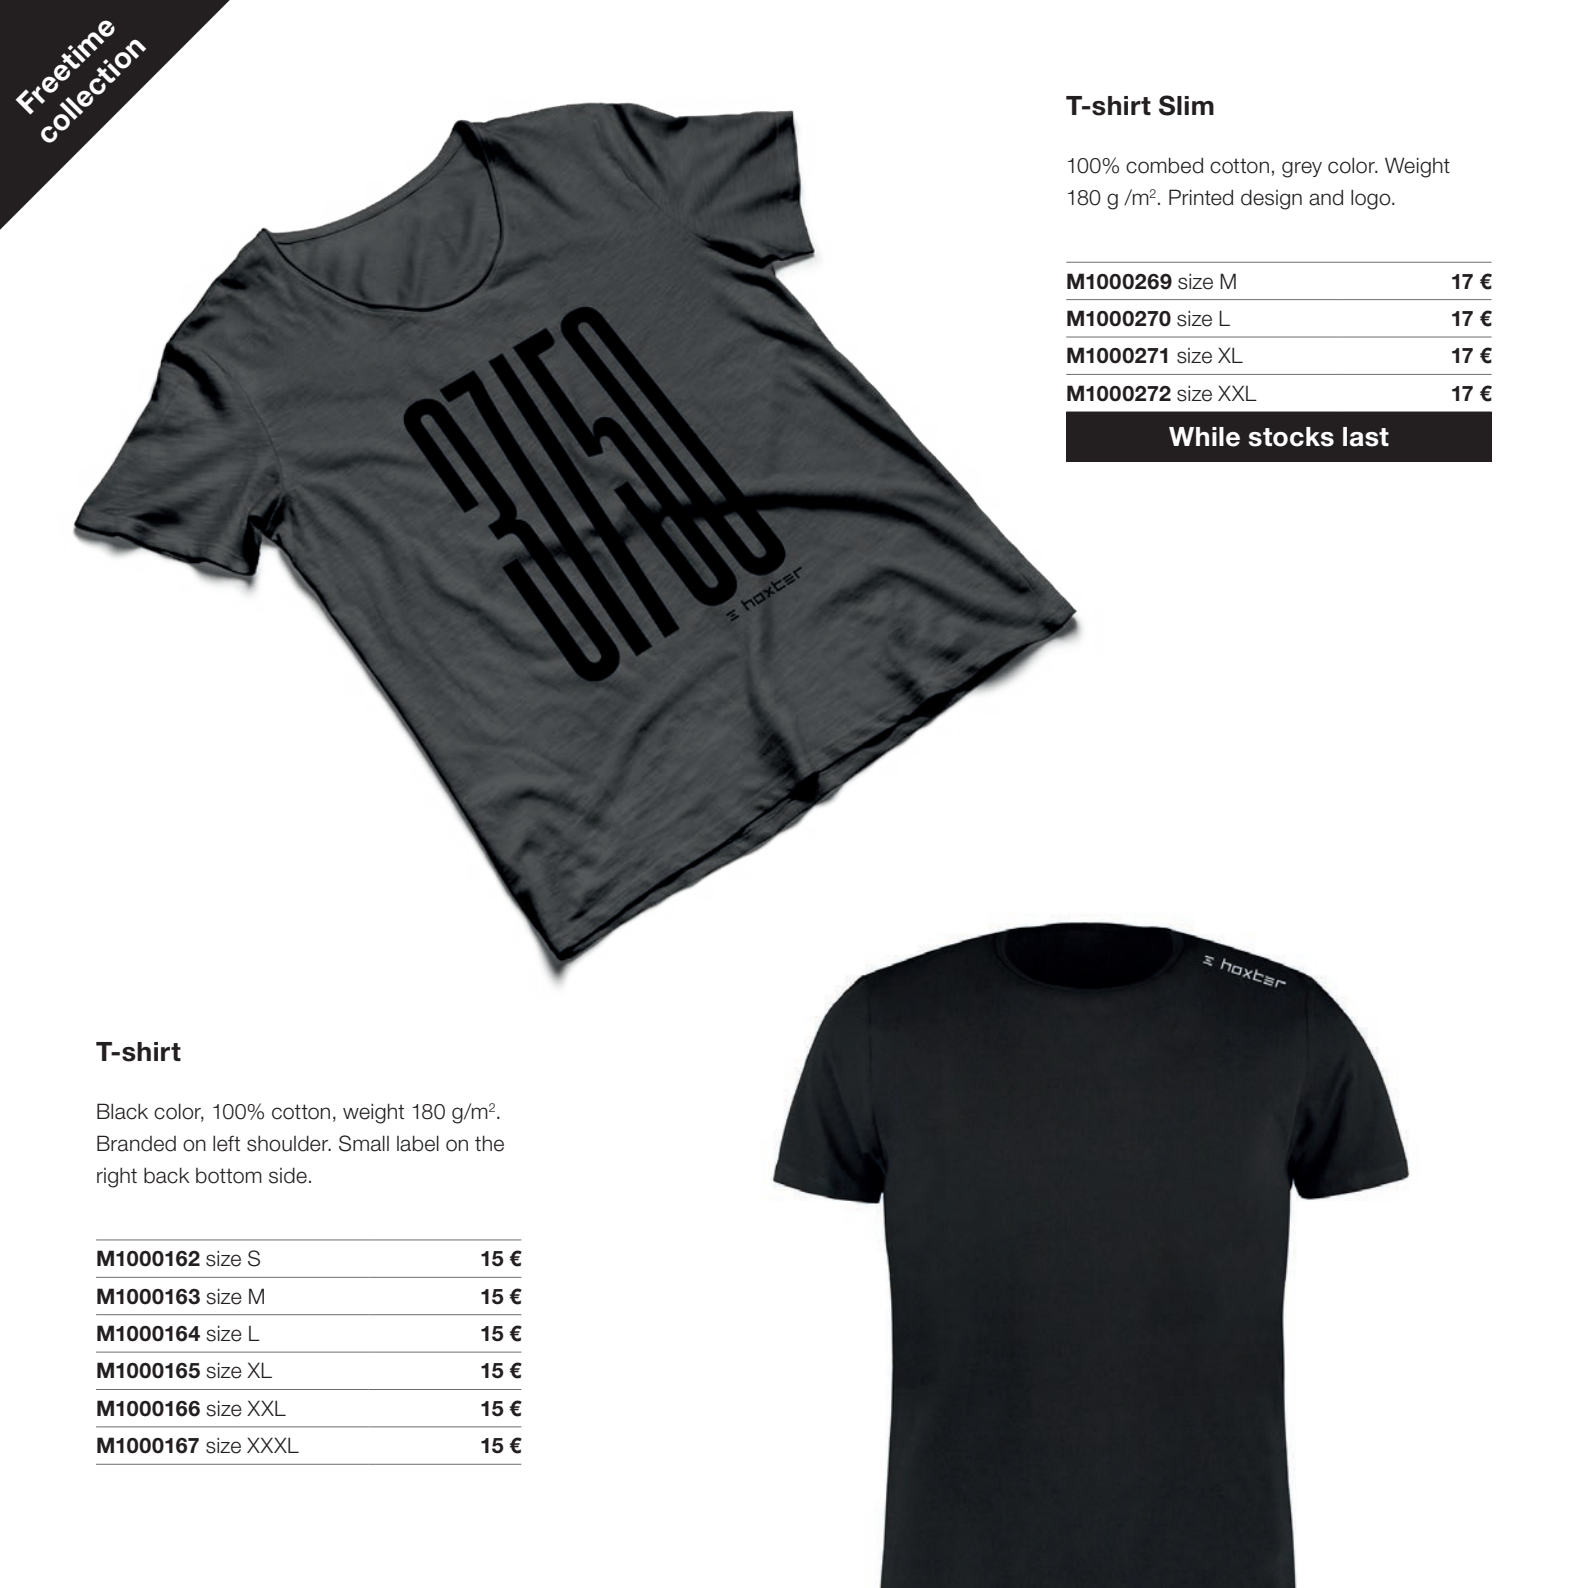 Freetime
collection
T-shirt Slim
100% combed cotton, grey color. Weight
180 g /m². Printed design and logo.
M1000269 size M 17 €
M1000270 size L 17 €
M1000271 size XL 17 €
M1000272 size XXL 17 €
While stocks last
hoxter
hoxter
T-shirt
Black color, 100% cotton, weight 180 g/m².
Branded on left shoulder. Small label on the
right back bottom side.
M1000162 size S 15 €
M1000163 size M 15 €
M1000164 size L 15 €
M1000165 size XL 15 €
M1000166 size XXL 15 €
M1000167 size XXXL 15 €